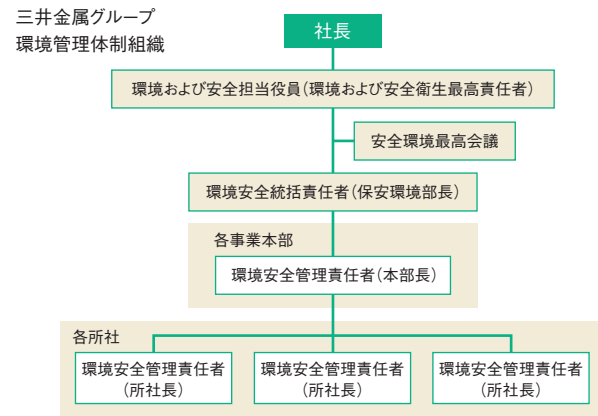 三井金属グループ
環境管理体制組織
社長
環境および安全担当役員(環境および安全衛生最高責任者)
安全環境最高会議
環境安全統括責任者(保安環境部長)
各事業本部
環境安全管理責任者(本部長)
各所社
環境安全管理責任者
(所社長)
環境安全管理責任者
(所社長)
環境安全管理責任者
(所社長)